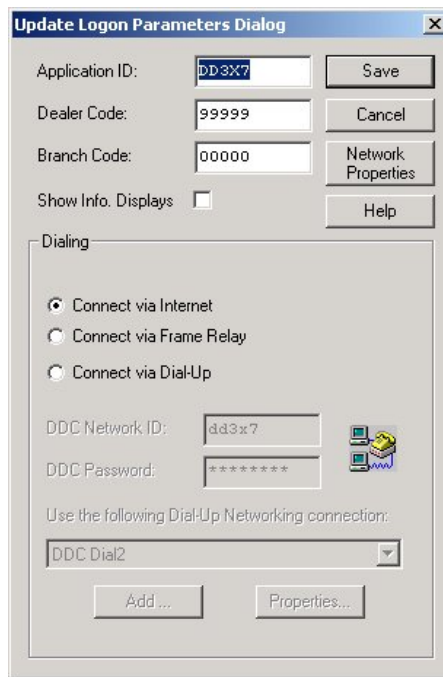 Update Logon Parameters Dialog
Application ID: DD3X7 Save
Dealer Code: 99999 Cancel
Branch Code: 00000 Network Properties
Show Info. Displays Help
Dialing
Connect via Internet
Connect via Frame Relay
Connect via Dial-Up
DDC Network ID: dd3x7
DDC Password: ********
Use the following Dial-Up Networking connection:
DDC Dial2
Add ... Properties...